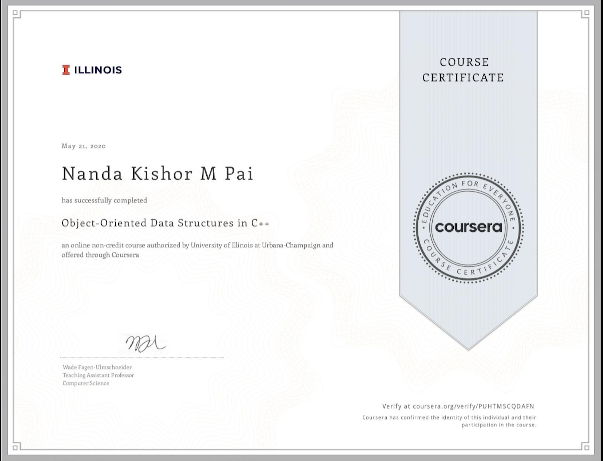 ILLINOIS
COURSE
CERTIFICATE
May 21, 2020
Nanda Kishor M Pai
has successfully completed
Object-Oriented Data Structures in C++
an online non-credit course authorized by University of Illinois at Urbana-Champaign and
offered through Coursera
EDUCATION FOR EVERYONE
coursera
COURSE CERTIFICATE
Wade Fagen-Ulmschneider
Teaching Assistant Professor
Computer Science
Verify at coursera.org/verify/PUHTMSCQDAFN
Coursera has confirmed the identity of this individual and their
participation in the course.